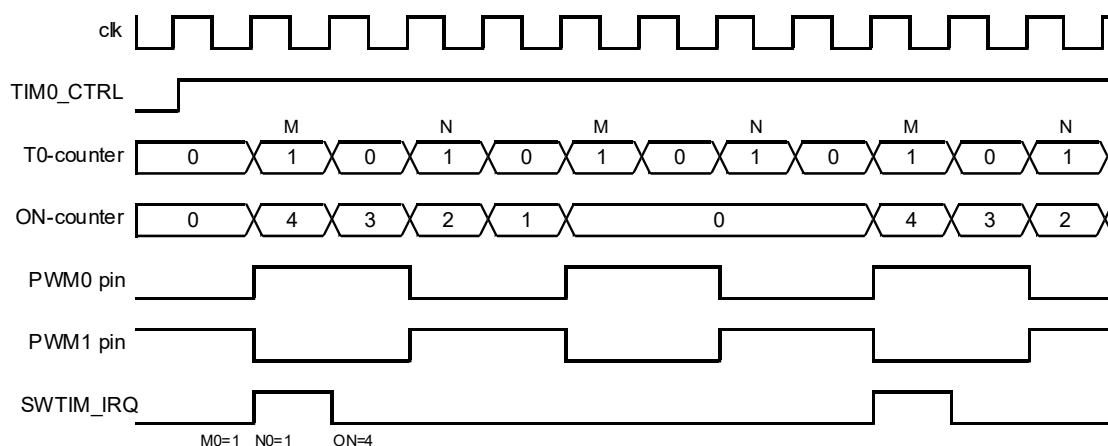 clk
TIM0_CTRL
M N M N M N
T0-counter 0 1 0 1 0 1 0 1 0 1 0 1
ON-counter 0 4 3 2 1 0 4 3 2
PWM0 pin
PWM1 pin
SWTIM_IRQ
M0=1 N0=1 ON=4